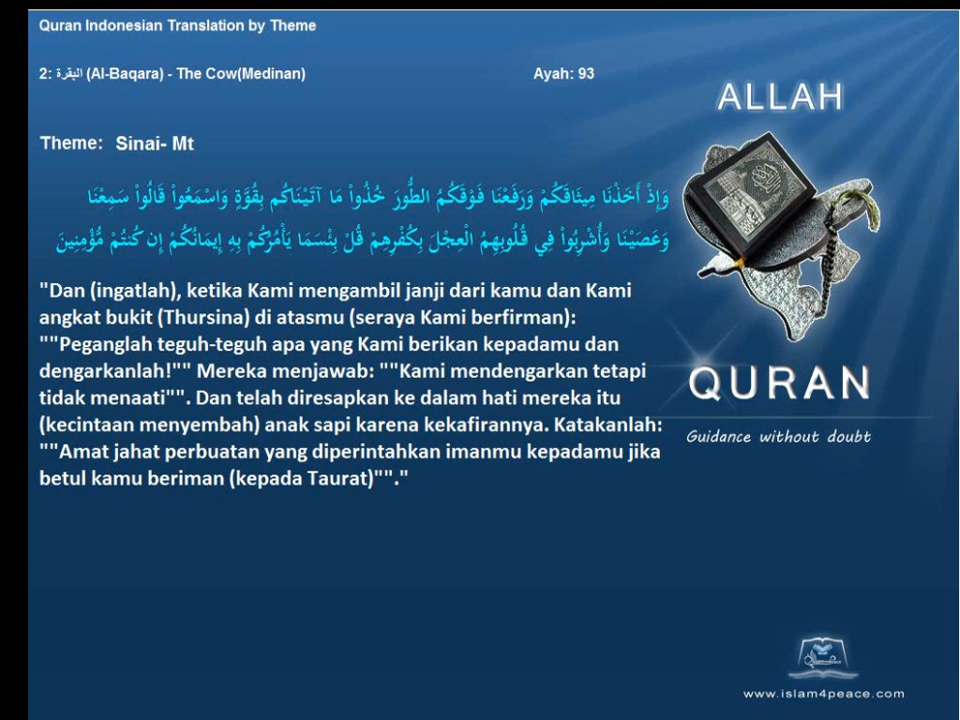 Quran Indonesian Translation by Theme
2: البقرة (Al-Baqara) - The Cow(Medinan)
Ayah: 93
ALLAH
Theme: Sinai- Mt
وَإِذْ أَخَذْنَا مِيثَاقَكُمْ وَرَفَعْنَا فَوْقَكُمُ الطُّورَ خُذُواْ مَا آتَيْنَاكُم بِقُوَّةٍ وَاسْمَعُواْ قَالُواْ سَمِعْنَا
وَعَصَيْنَا وَأُشْرِبُواْ فِي قُلُوبِهِمُ الْعِجْلَ بِكُفْرِهِمْ قُلْ بِئْسَمَا يَأْمُرُكُمْ بِهِ إِيمَانُكُمْ إِن كُنتُمْ مُّؤْمِنِينَ
"Dan (ingatlah), ketika Kami mengambil janji dari kamu dan Kami
angkat bukit (Thursina) di atasmu (seraya Kami berfirman):
""Peganglah teguh-teguh apa yang Kami berikan kepadamu dan
dengarkanlah!"" Mereka menjawab: ""Kami mendengarkan tetapi
tidak menaati"". Dan telah diresapkan ke dalam hati mereka itu
(kecintaan menyembah) anak sapi karena kekafirannya. Katakanlah:
""Amat jahat perbuatan yang diperintahkan imanmu kepadamu jika
betul kamu beriman (kepada Taurat)""."
QURAN
Guidance without doubt
www.islam4peace.com